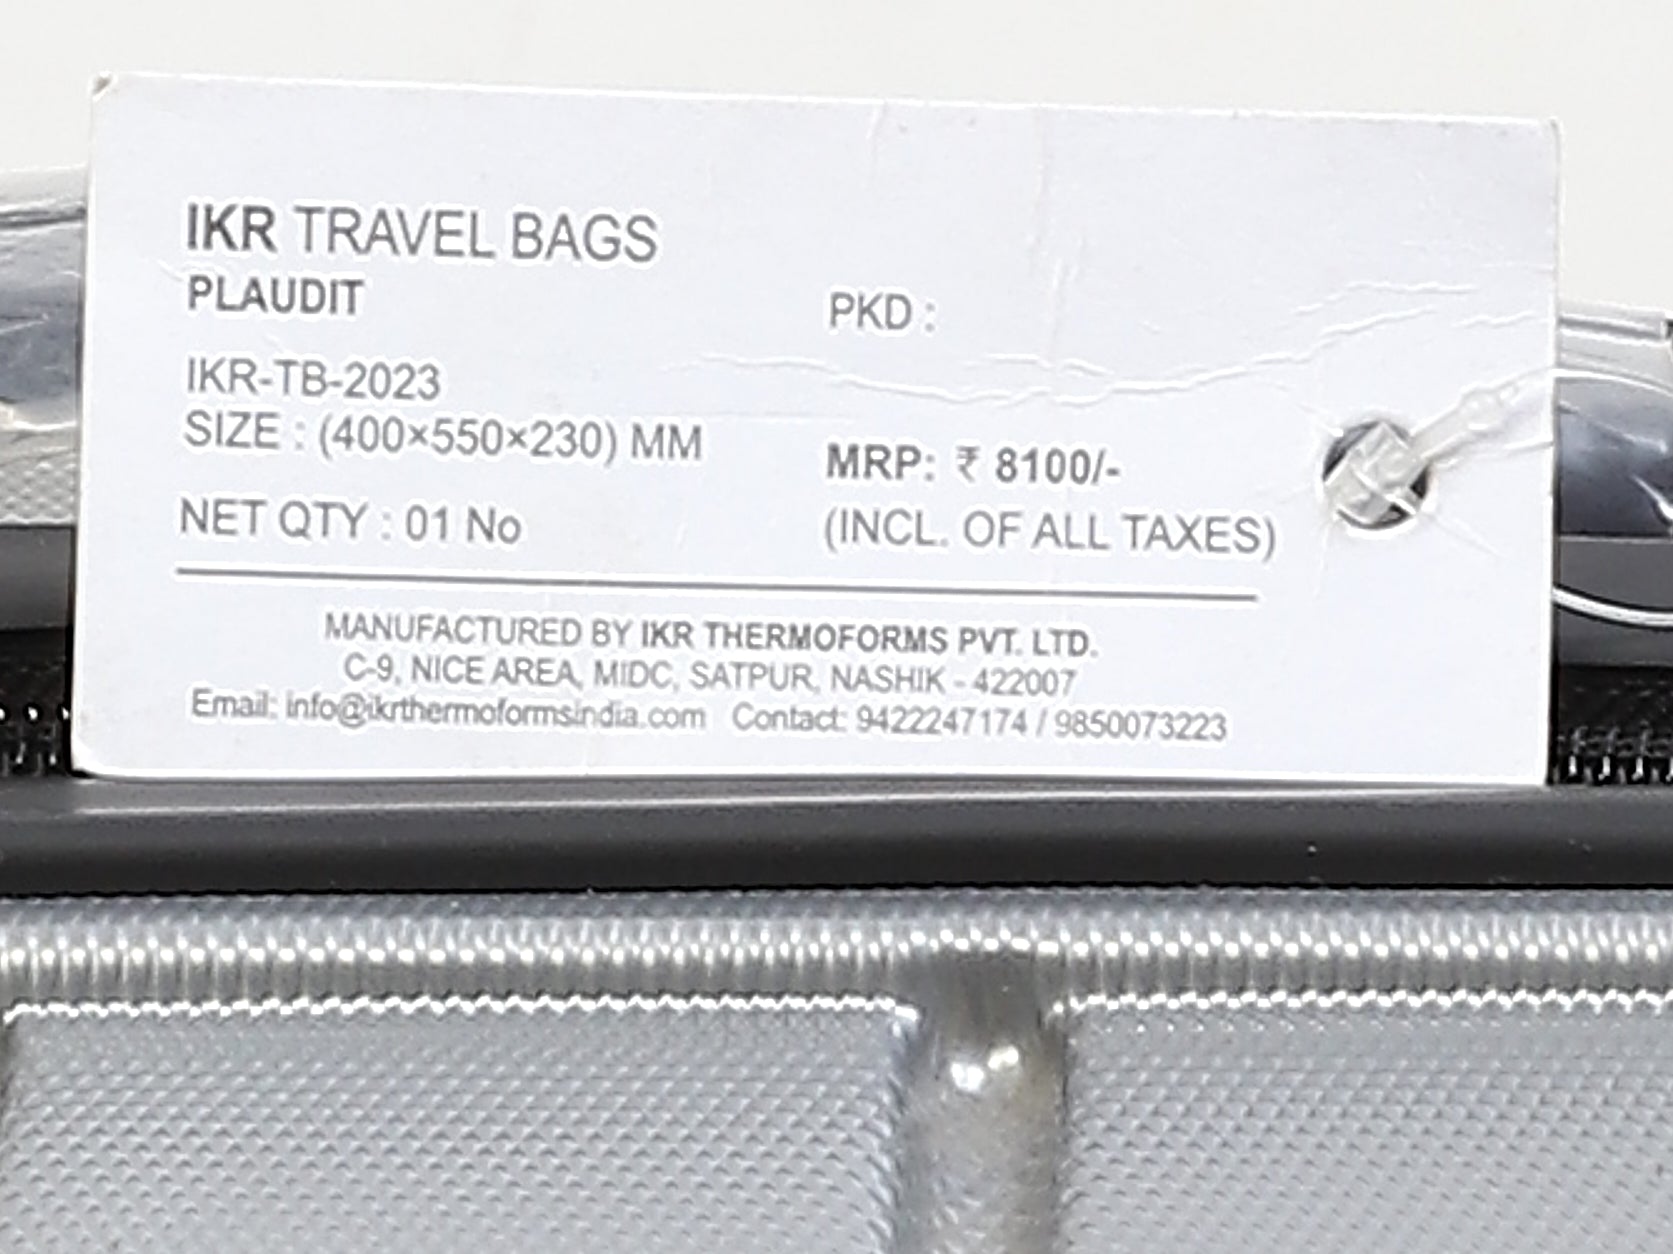 IKR TRAVEL BAGS
PLAUDIT
PKD :
IKR-TB-2023
SIZE : (400×550×230) MM
MRP: ₹ 8100/-
NET QTY : 01 No
(INCL. OF ALL TAXES)
MANUFACTURED BY IKR THERMOFORMS PVT. LTD.
C-9, NICE AREA, MIDC, SATPUR, NASHIK - 422007
Email: info@ikrthermoformsindia.com Contact: 9422247174 / 9850073223